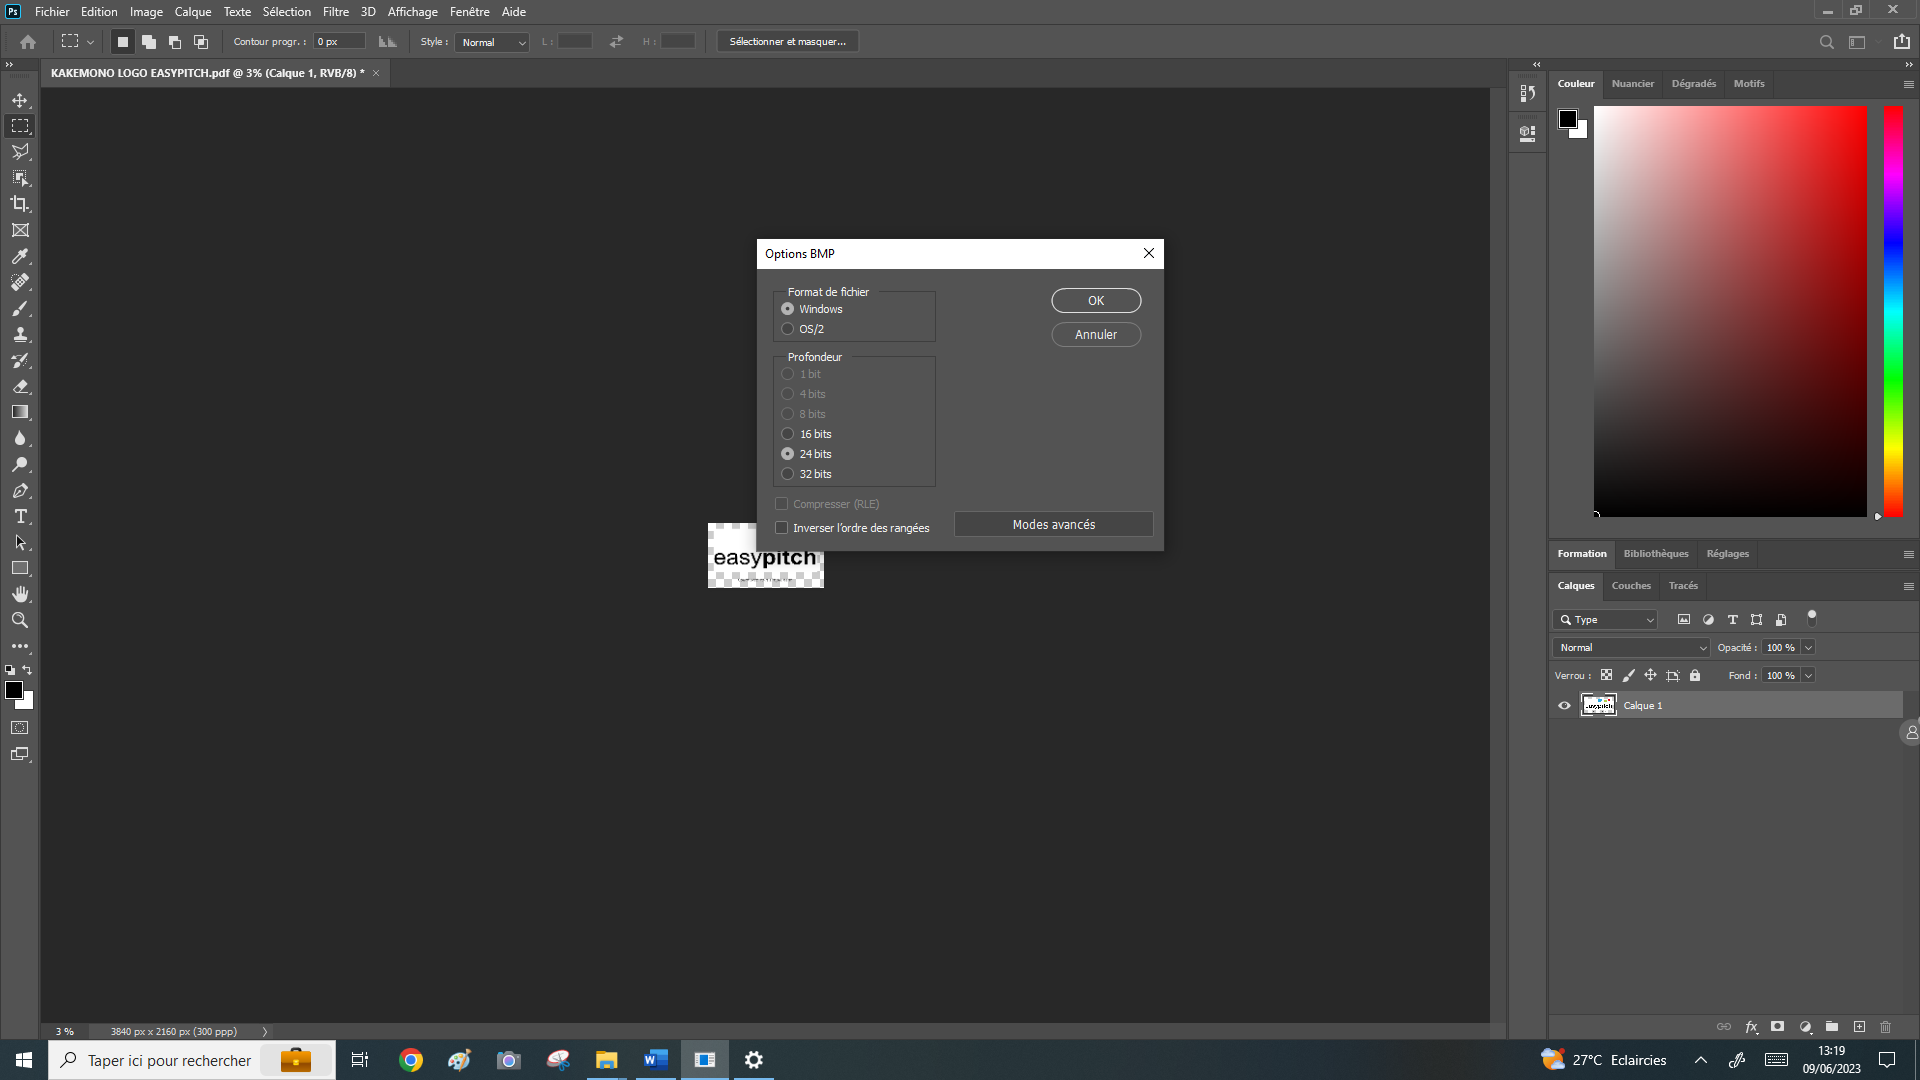 Ps Fichier Edition Image Calque Texte Sélection Filtre 3D Affichage Fenêtre Aide
Contour progr. : 0 px Style : Normal L : H : Sélectionner et masquer...
KAKEMONO LOGO EASYPITCH.pdf @ 3% (Calque 1, RVB/8) * ×
Couleur Nuancier Dégradés Motifs
Options BMP
Format de fichier
Windows
OS/2
OK
Annuler
Profondeur
1 bit
4 bits
8 bits
16 bits
24 bits
32 bits
Compresser (RLE)
Inverser l'ordre des rangées
Modes avancés
easypitch
Formation Bibliothèques Réglages
Calques Couches Tracés
Type
Normal Opacité : 100 %
Verrou : Fond : 100 %
Calque 1
3 % 3840 px x 2160 px (300 ppp)
Taper ici pour rechercher
27°C Eclaircies
13:19
09/06/2023